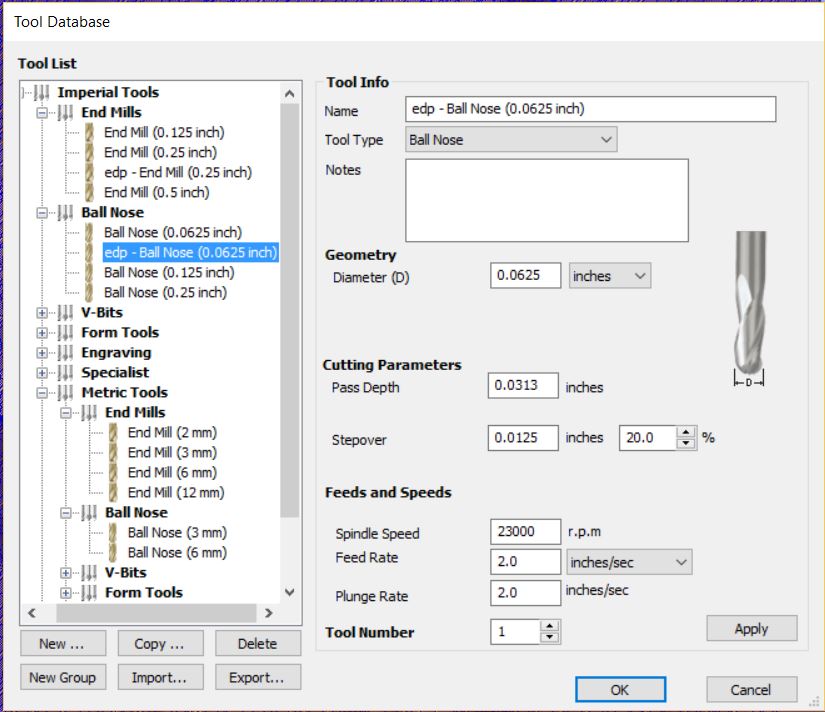 Tool Database
Tool List
Imperial Tools
End Mills
End Mill (0.125 inch)
End Mill (0.25 inch)
edp - End Mill (0.25 inch)
End Mill (0.5 inch)
Ball Nose
Ball Nose (0.0625 inch)
edp - Ball Nose (0.0625 inch)
Ball Nose (0.125 inch)
Ball Nose (0.25 inch)
V-Bits
Form Tools
Engraving
Specialist
Metric Tools
End Mills
End Mill (2 mm)
End Mill (3 mm)
End Mill (6 mm)
End Mill (12 mm)
Ball Nose
Ball Nose (3 mm)
Ball Nose (6 mm)
V-Bits
Form Tools
New ... Copy ... Delete
New Group Import... Export...
Tool Info
Name edp - Ball Nose (0.0625 inch)
Tool Type Ball Nose
Notes
Geometry
Diameter (D) 0.0625 inches
D
Cutting Parameters
Pass Depth 0.0313 inches
Stepover 0.0125 inches 20.0 %
Feeds and Speeds
Spindle Speed 23000 r.p.m
Feed Rate 2.0 inches/sec
Plunge Rate 2.0 inches/sec
Tool Number 1
Apply
OK Cancel